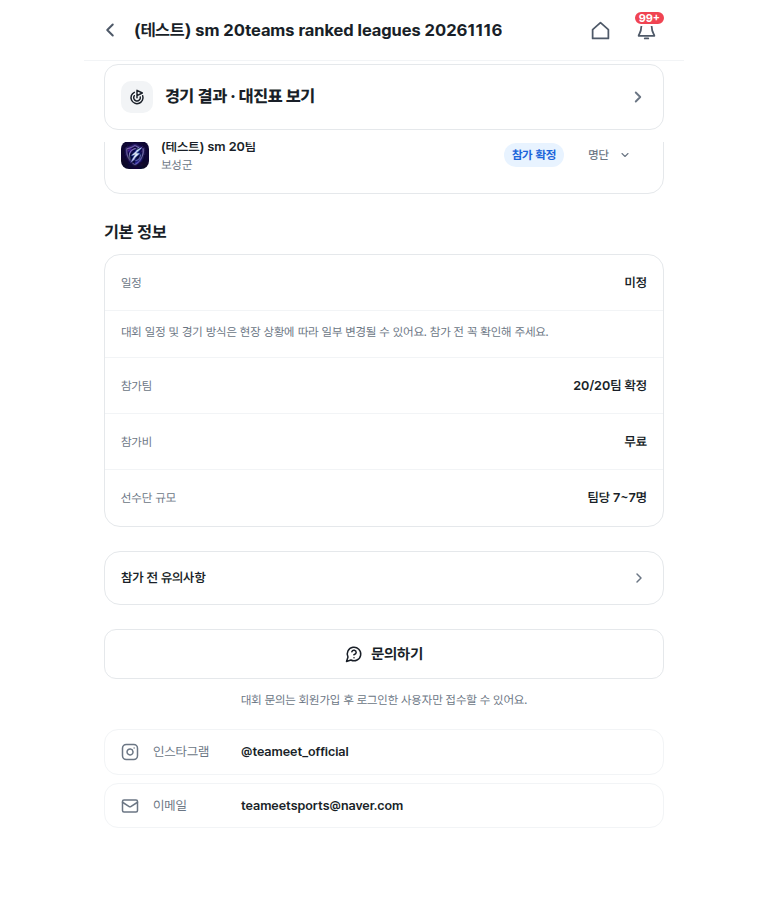 (테스트) sm 20teams ranked leagues 20261116
99+
경기 결과 · 대진표 보기
(테스트) sm 20팀
보성군
참가 확정
명단
기본 정보
일정 미정
대회 일정 및 경기 방식은 현장 상황에 따라 일부 변경될 수 있어요. 참가 전 꼭 확인해 주세요.
참가팀 20/20팀 확정
참가비 무료
선수단 규모 팀당 7~7명
참가 전 유의사항
문의하기
대회 문의는 회원가입 후 로그인한 사용자만 접수할 수 있어요.
인스타그램 @teameet_official
이메일 teameetsports@naver.com